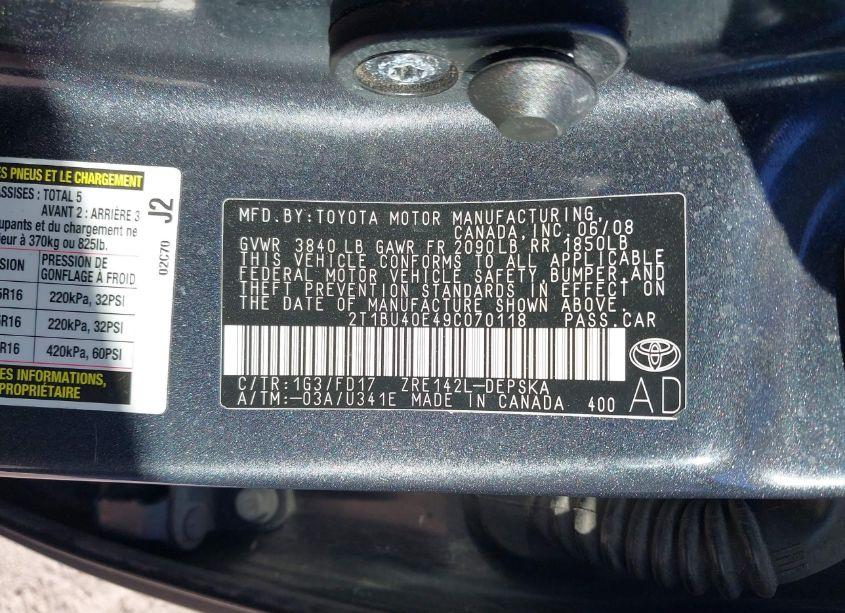 ES PNEUS ET LE CHARGEMENT
ASSISES : TOTAL 5
AVANT 2 : ARRIÈRE 3
upants et du chargement ne
ieur à 370kg ou 825lb.
J2
02C70
SION PRESSION DE
GONFLAGE À FROID
5R16 220kPa, 32PSI
5R16 220kPa, 32PSI
R16 420kPa, 60PSI
ES INFORMATIONS,
PROPRIÉTAIRE
MFD.BY:TOYOTA MOTOR MANUFACTURING,
CANADA, INC. 06/08
GVWR 3840 LB GAWR FR 2090LB, RR 1850LB
THIS VEHICLE CONFORMS TO ALL APPLICABLE
FEDERAL MOTOR VEHICLE SAFETY, BUMPER, AND
THEFT PREVENTION STANDARDS IN EFFECT ON
THE DATE OF MANUFACTURE SHOWN ABOVE.
2T1BU40E49C070118 PASS.CAR
C/TR:1G3/FD17 ZRE142L-DEPSKA
A/TM:-03A/U341E MADE IN CANADA 400
AD